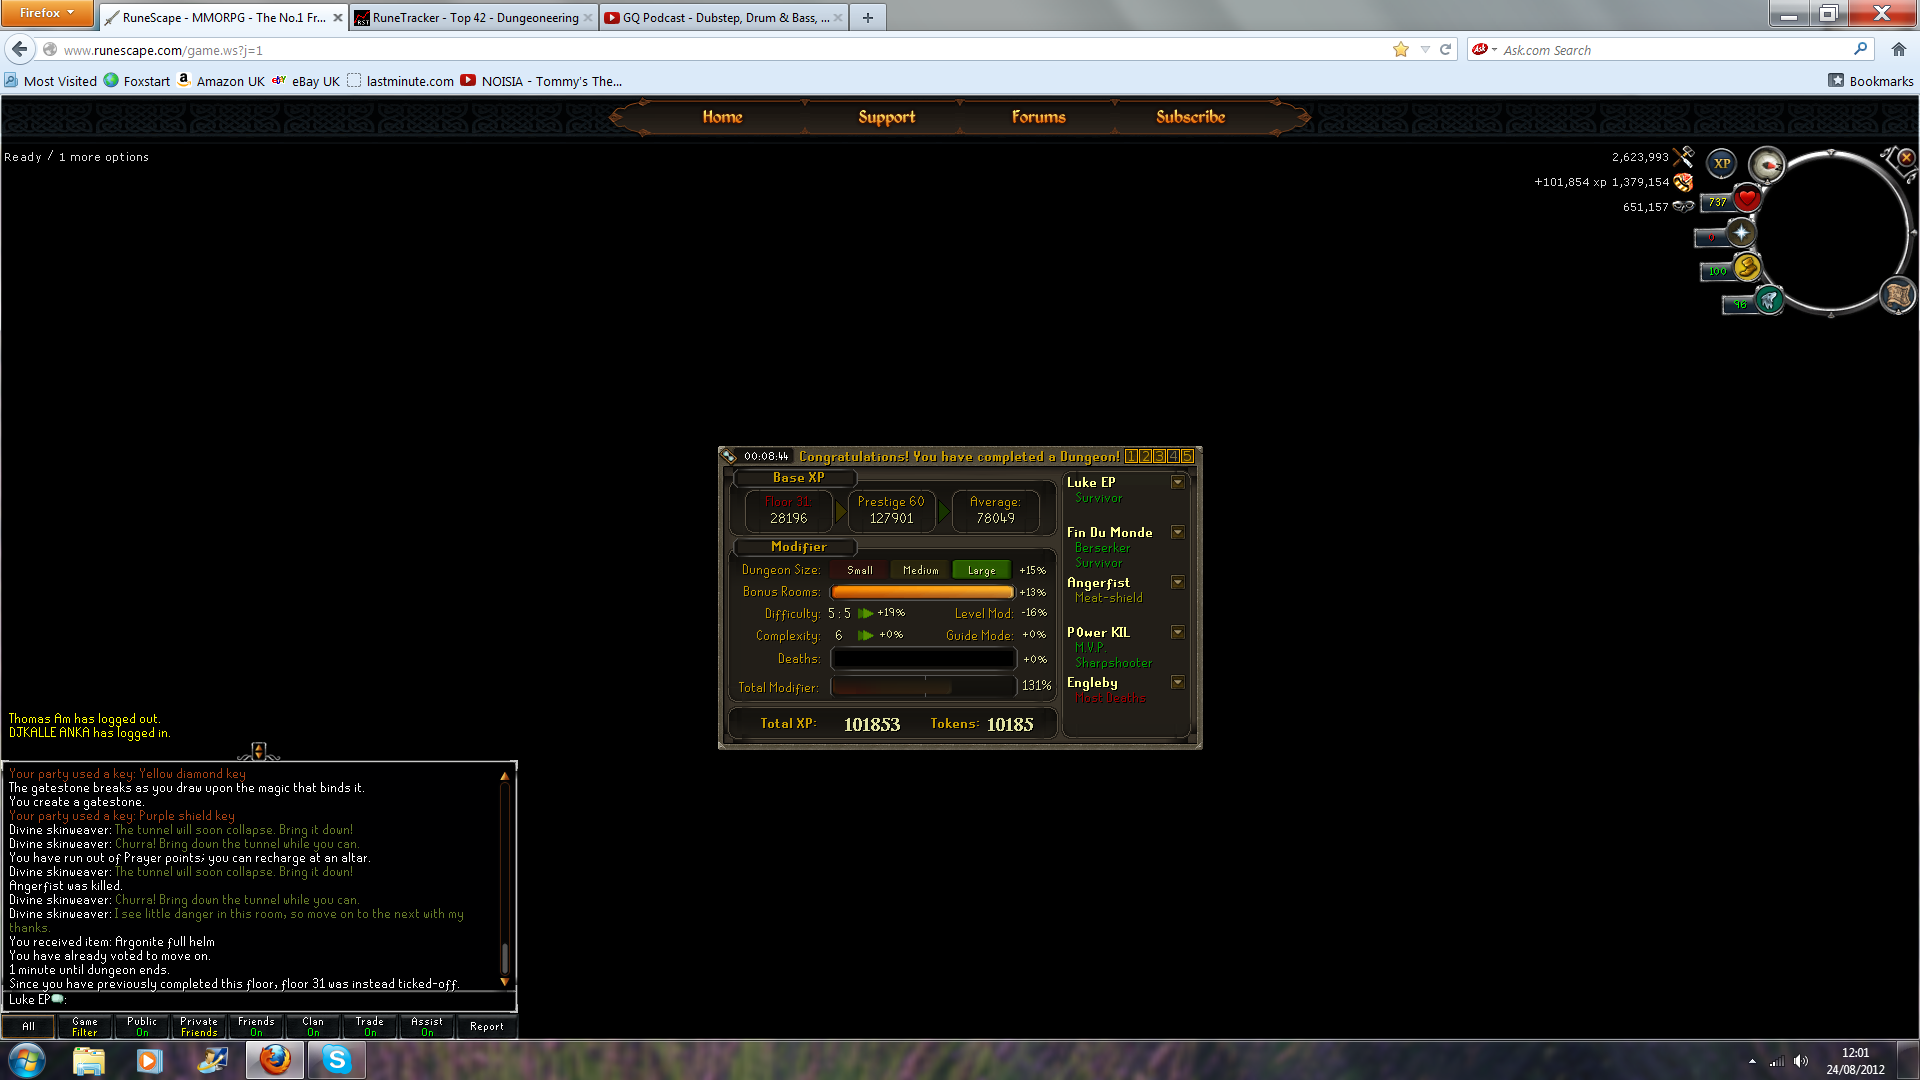 Firefox
RuneScape - MMORPG - The No.1 Fr...
RuneTracker - Top 42 - Dungeoneering
GQ Podcast - Dubstep, Drum & Bass, ...
www.runescape.com/game.ws?j=1
Ask.com Search
Most Visited
Foxstart
Amazon UK
eBay UK
lastminute.com
NOISIA - Tommy's The...
Bookmarks
Home
Support
Forums
Subscribe
Ready / 1 more options
2,623,993
+101,854 xp 1,379,154
651,157
XP
737
0
100
96
00:08:44
Congratulations! You have completed a Dungeon!
1 2 3 4 5
Base XP
Floor 31:
28196
Prestige 60
127901
Average:
78049
Modifier
Dungeon Size: Small Medium Large +15%
Bonus Rooms: +13%
Difficulty: 5 : 5 +19% Level Mod: -16%
Complexity: 6 +0% Guide Mode: +0%
Deaths: +0%
Total Modifier: 131%
Total XP: 101853 Tokens: 10185
Luke EP
Survivor
Fin Du Monde
Berserker
Survivor
Angerfist
Meat-shield
P0wer KIL
M.V.P.
Sharpshooter
Engleby
Most Deaths
Thomas Am has logged out.
DJKALLE ANKA has logged in.
Your party used a key: Yellow diamond key
The gatestone breaks as you draw upon the magic that binds it.
You create a gatestone.
Your party used a key: Purple shield key
Divine skinweaver: The tunnel will soon collapse. Bring it down!
Divine skinweaver: Churra! Bring down the tunnel while you can.
You have run out of Prayer points; you can recharge at an altar.
Divine skinweaver: The tunnel will soon collapse. Bring it down!
Angerfist was killed.
Divine skinweaver: Churra! Bring down the tunnel while you can.
Divine skinweaver: I see little danger in this room, so move on to the next with my
thanks.
You received item: Argonite full helm
You have already voted to move on.
1 minute until dungeon ends.
Since you have previously completed this floor, floor 31 was instead ticked-off.
Luke EP:
All
Game
Filter
Public
On
Private
Friends
Friends
On
Clan
On
Trade
On
Assist
On
Report
12:01
24/08/2012